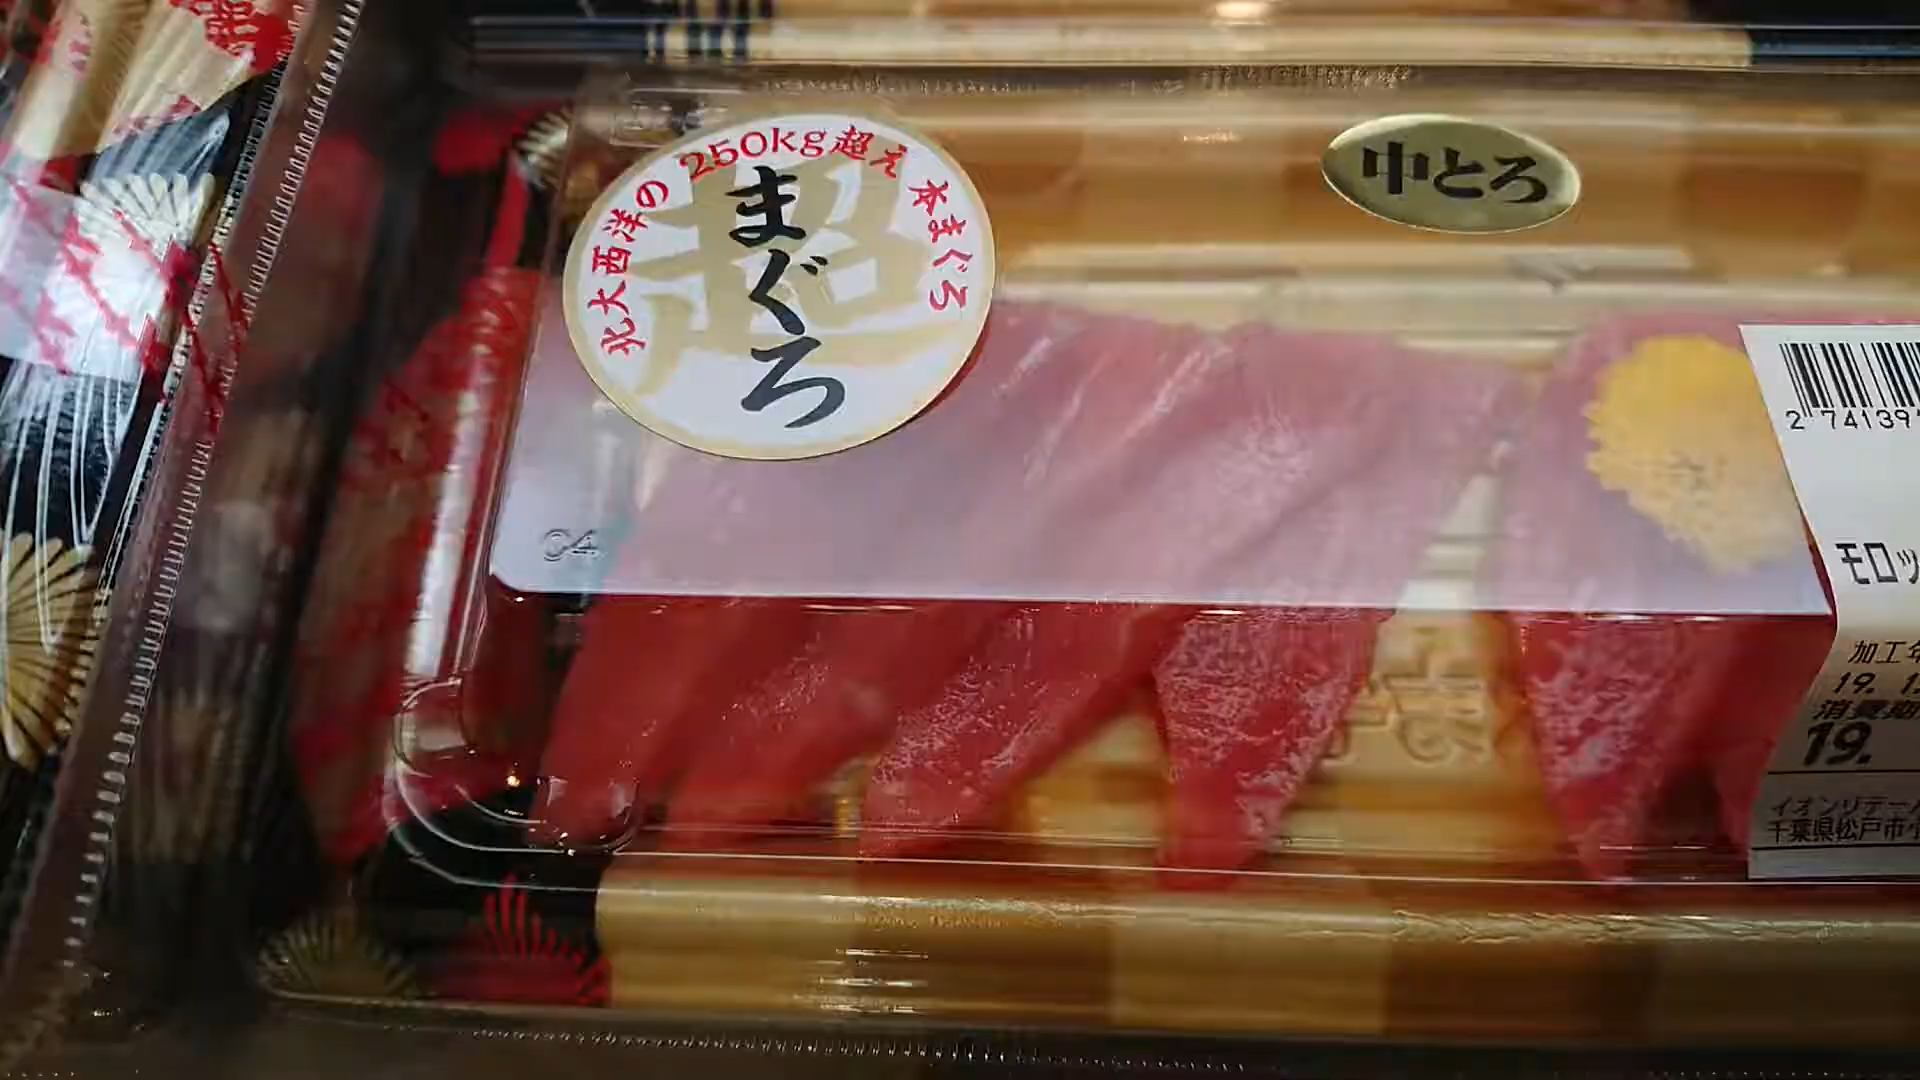 北大西洋の 250kg超え 本まぐろ
超
まぐろ
中とろ
2 74139
モロッ
加工年
19. 1
消費期
19.
イオンリテー
千葉県松戸市小